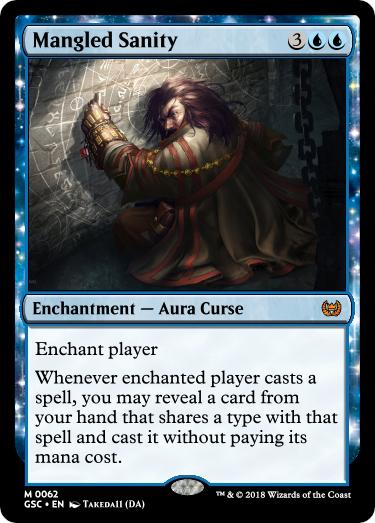 Mangled Sanity 3
Enchantment — Aura Curse
Enchant player
Whenever enchanted player casts a
spell, you may reveal a card from
your hand that shares a type with that
spell and cast it without paying its
mana cost.
M 0062
GSC • EN TAKEDA11 (DA)
™ & © 2018 Wizards of the Coast